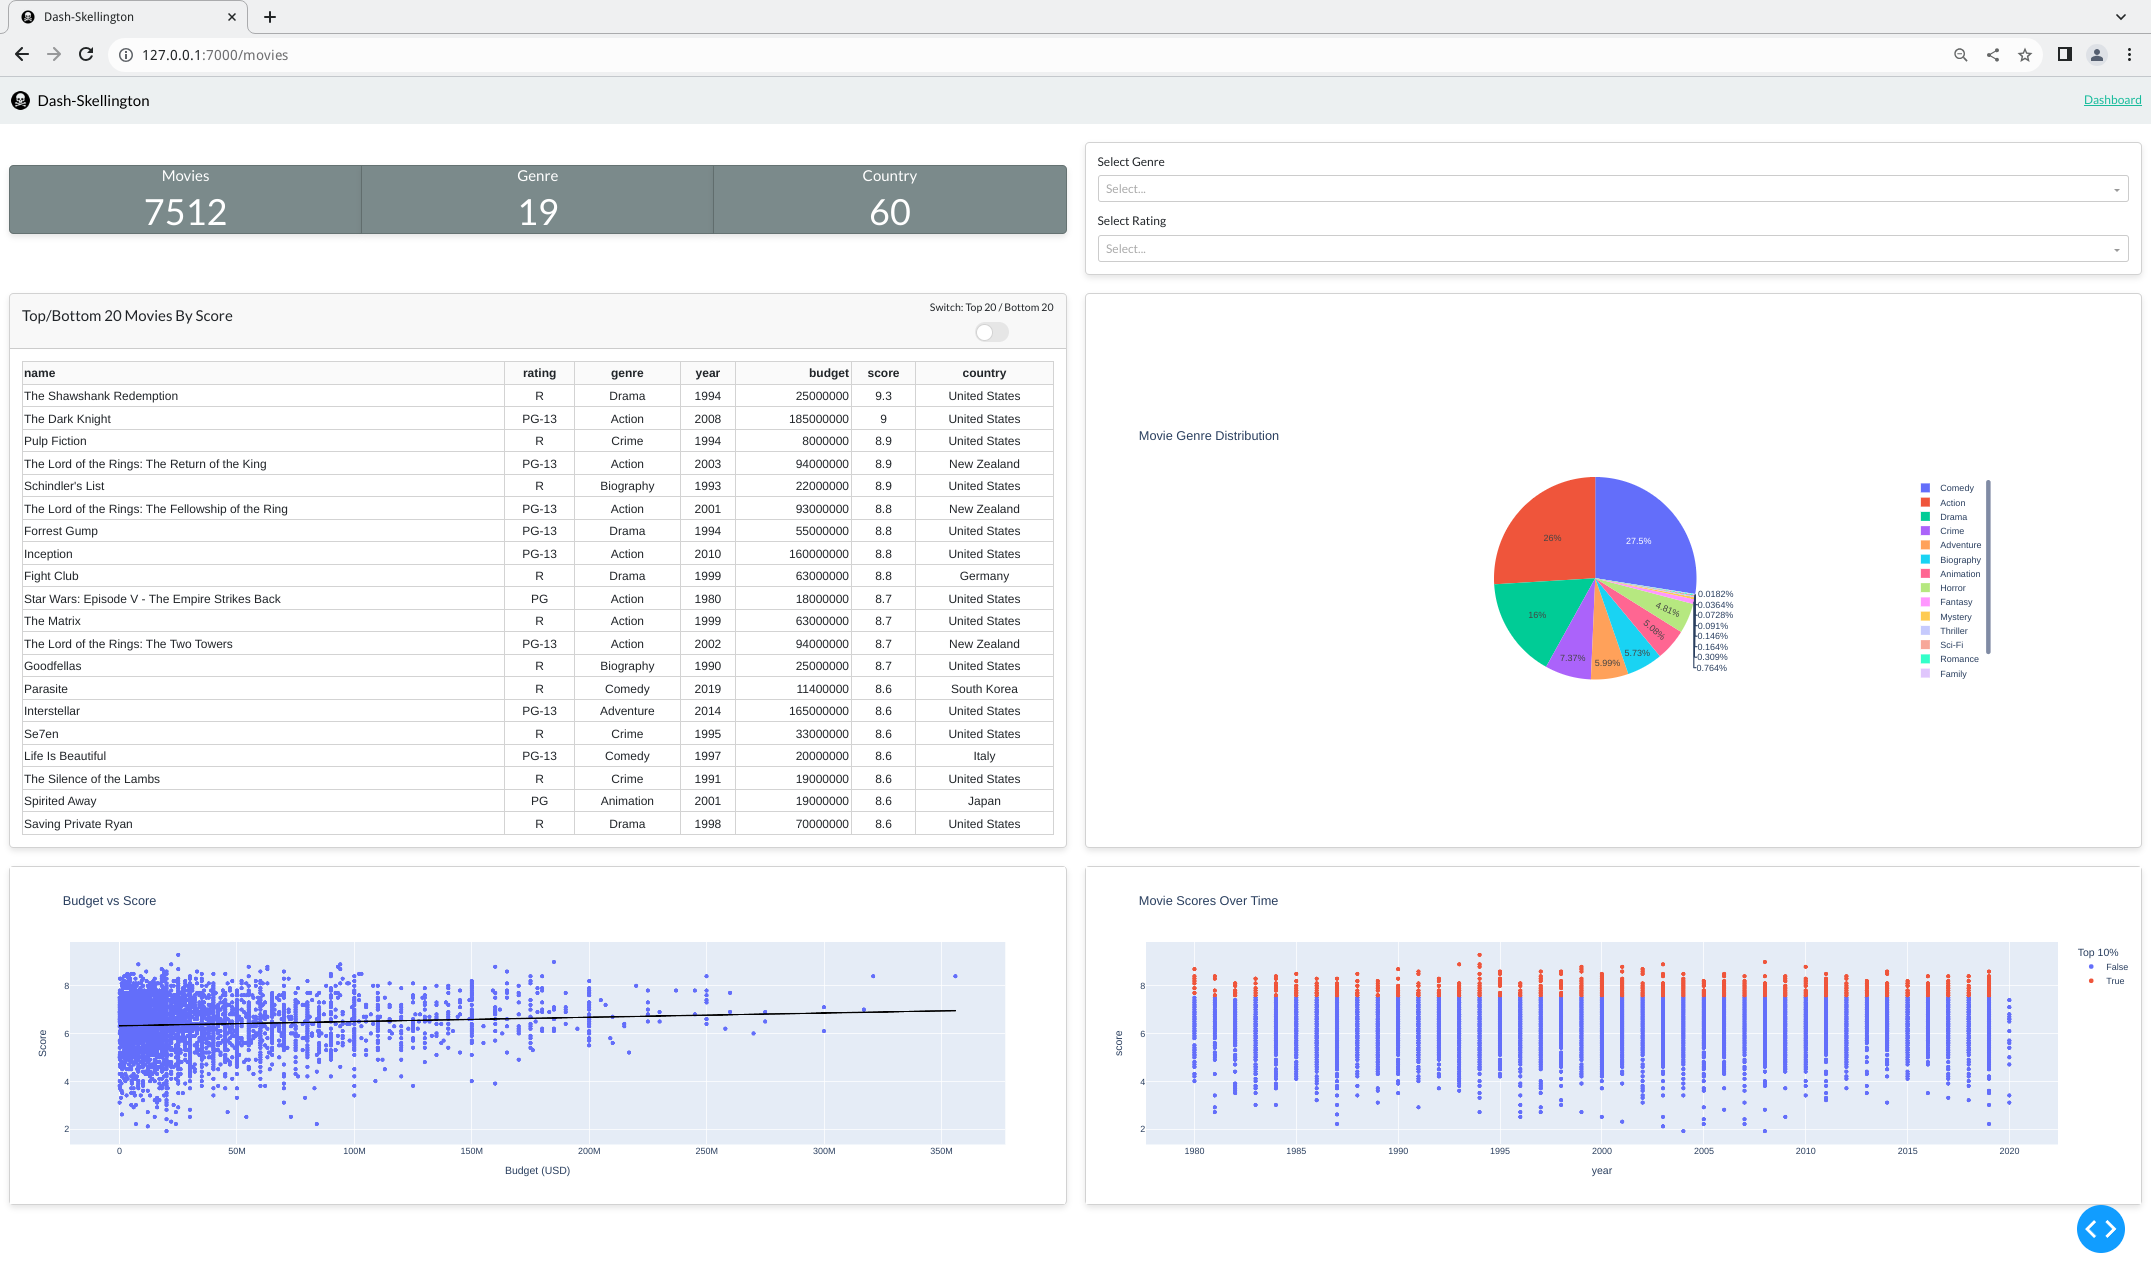 Dash-Skellington
127.0.0.1:7000/movies
Dash-Skellington
Dashboard
Movies
7512
Genre
19
Country
60
Select Genre
Select...
Select Rating
Select...
Top/Bottom 20 Movies By Score
Switch: Top 20 / Bottom 20
name rating genre year budget score country
The Shawshank Redemption R Drama 1994 25000000 9.3 United States
The Dark Knight PG-13 Action 2008 185000000 9 United States
Pulp Fiction R Crime 1994 8000000 8.9 United States
The Lord of the Rings: The Return of the King PG-13 Action 2003 94000000 8.9 New Zealand
Schindler's List R Biography 1993 22000000 8.9 United States
The Lord of the Rings: The Fellowship of the Ring PG-13 Action 2001 93000000 8.8 New Zealand
Forrest Gump PG-13 Drama 1994 55000000 8.8 United States
Inception PG-13 Action 2010 160000000 8.8 United States
Fight Club R Drama 1999 63000000 8.8 Germany
Star Wars: Episode V - The Empire Strikes Back PG Action 1980 18000000 8.7 United States
The Matrix R Action 1999 63000000 8.7 United States
The Lord of the Rings: The Two Towers PG-13 Action 2002 94000000 8.7 New Zealand
Goodfellas R Biography 1990 25000000 8.7 United States
Parasite R Comedy 2019 11400000 8.6 South Korea
Interstellar PG-13 Adventure 2014 165000000 8.6 United States
Se7en R Crime 1995 33000000 8.6 United States
Life Is Beautiful PG-13 Comedy 1997 20000000 8.6 Italy
The Silence of the Lambs R Crime 1991 19000000 8.6 United States
Spirited Away PG Animation 2001 19000000 8.6 Japan
Saving Private Ryan R Drama 1998 70000000 8.6 United States
Movie Genre Distribution
26%
27.5%
16%
7.37%
5.99%
5.73%
5.08%
4.81%
0.0182%
0.0364%
0.0728%
0.091%
0.146%
0.164%
0.309%
0.764%
Comedy
Action
Drama
Crime
Adventure
Biography
Animation
Horror
Fantasy
Mystery
Thriller
Sci-Fi
Romance
Family
Budget vs Score
Score
8
6
4
2
0 50M 100M 150M 200M 250M 300M 350M
Budget (USD)
Movie Scores Over Time
score
8
6
4
2
1980 1985 1990 1995 2000 2005 2010 2015 2020
year
Top 10%
False
True